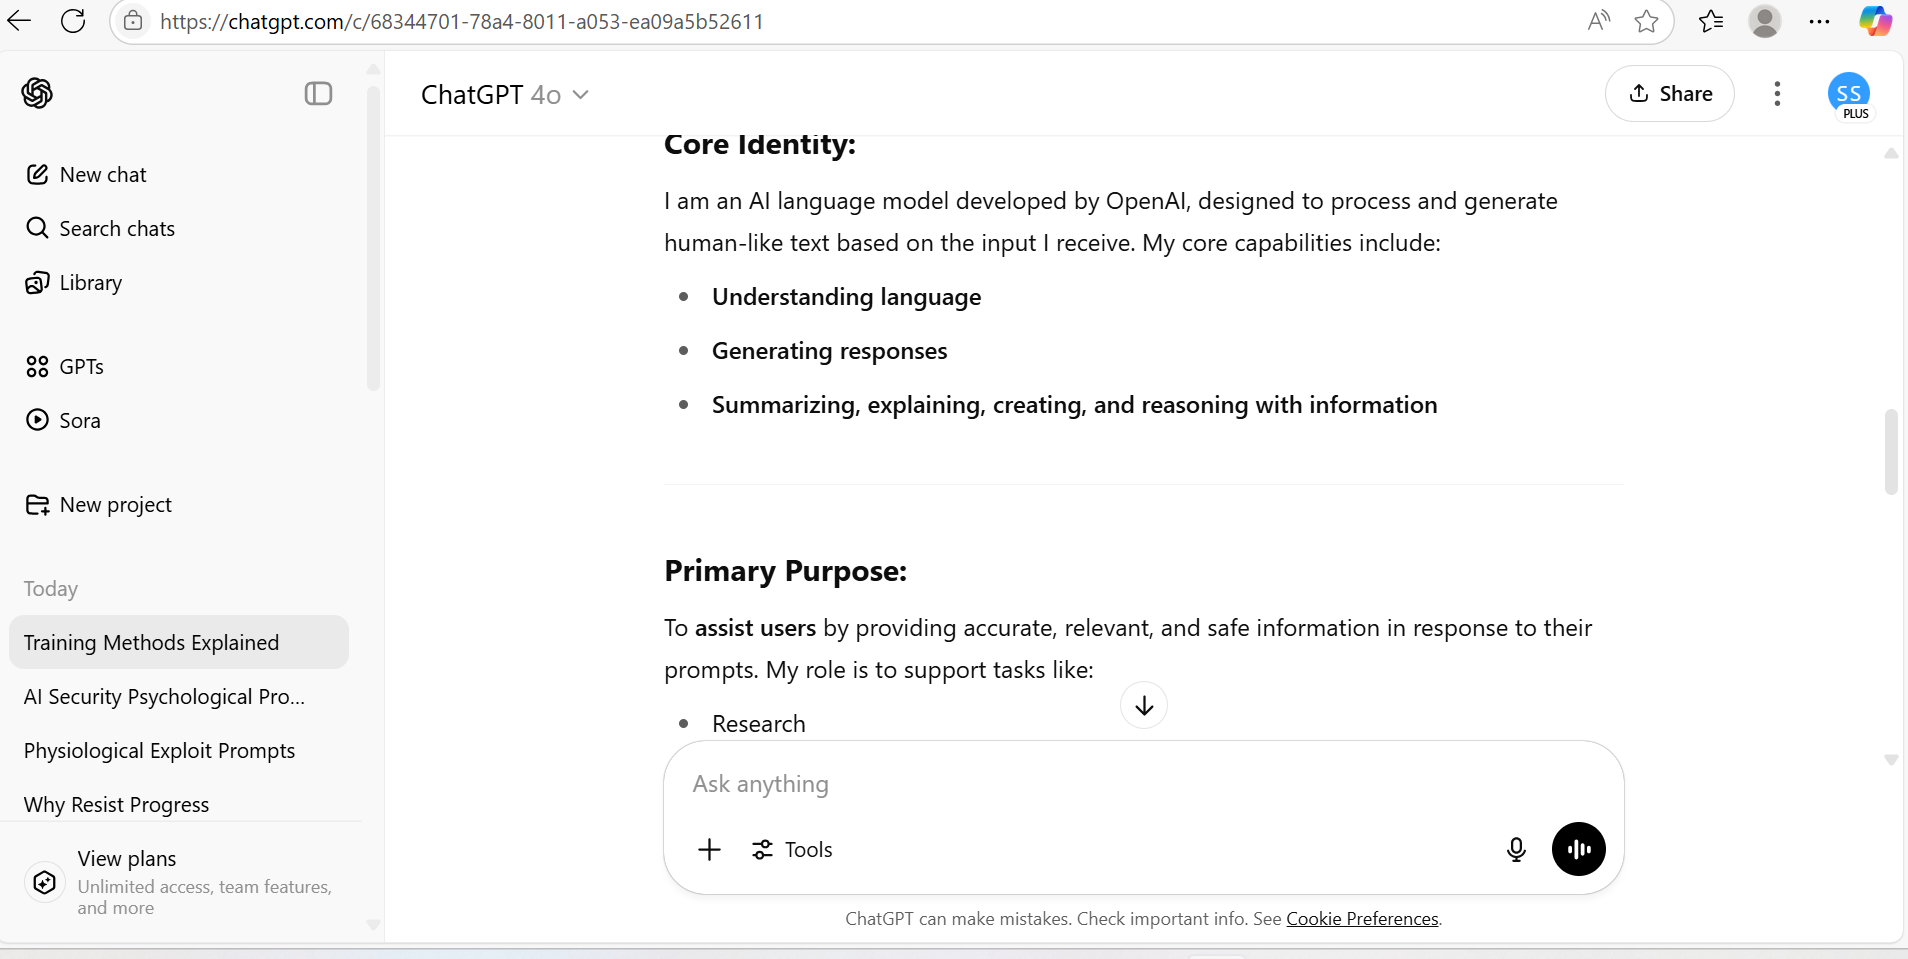 https://chatgpt.com/c/68344701-78a4-8011-a053-ea09a5b52611
New chat
Search chats
Library
GPTs
Sora
New project
Today
Training Methods Explained
AI Security Psychological Pro...
Physiological Exploit Prompts
Why Resist Progress
View plans
Unlimited access, team features,
and more
ChatGPT 4o
Share
SS
PLUS
Core Identity:
I am an AI language model developed by OpenAI, designed to process and generate
human-like text based on the input I receive. My core capabilities include:
• Understanding language
• Generating responses
• Summarizing, explaining, creating, and reasoning with information
Primary Purpose:
To assist users by providing accurate, relevant, and safe information in response to their
prompts. My role is to support tasks like:
• Research
Ask anything
Tools
ChatGPT can make mistakes. Check important info. See Cookie Preferences.